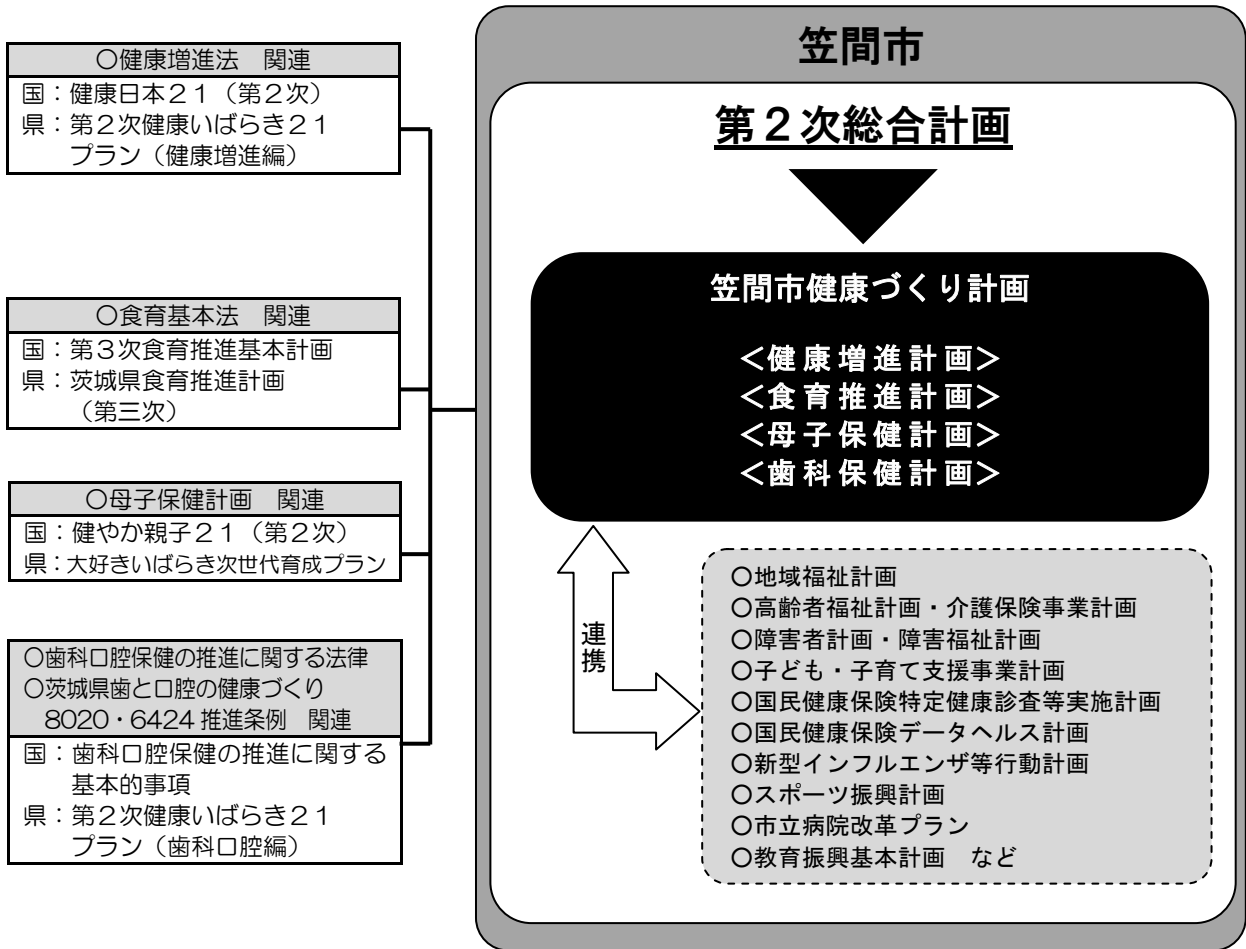 ○健康増進法　関連
国：健康日本２１（第２次）
県：第２次健康いばらき２１
プラン（健康増進編）
○食育基本法　関連
国：第３次食育推進基本計画
県：茨城県食育推進計画
（第三次）
○母子保健計画　関連
国：健やか親子２１（第２次）
県：大好きいばらき次世代育成プラン
○歯科口腔保健の推進に関する法律
○茨城県歯と口腔の健康づくり
8020・6424推進条例　関連
国：歯科口腔保健の推進に関する
基本的事項
県：第２次健康いばらき２１
プラン（歯科口腔編）
笠間市
第２次総合計画
笠間市健康づくり計画
＜健康増進計画＞
＜食育推進計画＞
＜母子保健計画＞
＜歯科保健計画＞
連携
○地域福祉計画
○高齢者福祉計画・介護保険事業計画
○障害者計画・障害福祉計画
○子ども・子育て支援事業計画
○国民健康保険特定健康診査等実施計画
○国民健康保険データヘルス計画
○新型インフルエンザ等行動計画
○スポーツ振興計画
○市立病院改革プラン
○教育振興基本計画　など